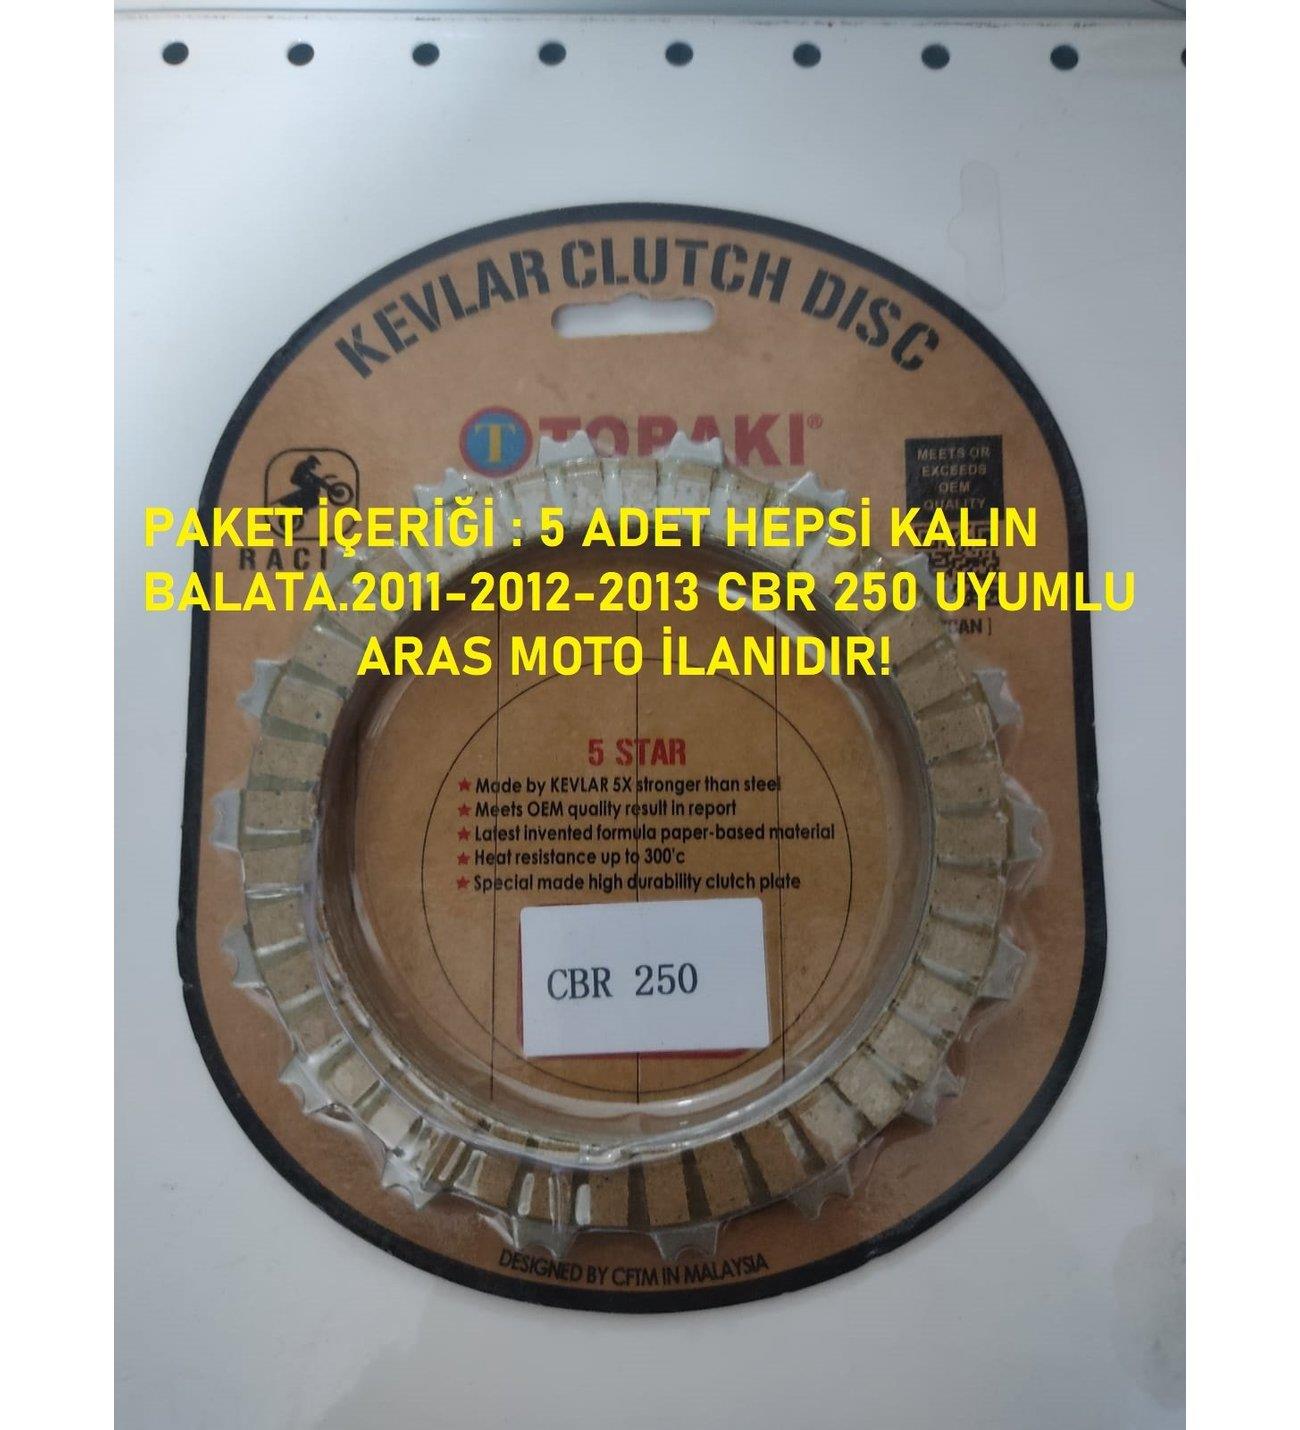 KEVLAR CLUTCH DISC
T TOPAKI®
MEETS OR
EXCEEDS
OEM
QUALITY
PAKET İÇERİĞİ : 5 ADET HEPSİ KALIN
RACI
BALATA.2011-2012-2013 CBR 250 UYUMLU
ARAS MOTO İLANIDIR!
5 STAR
Made by KEVLAR 5X stronger than steel
Meets OEM quality result in report
Latest invented formula paper-based material
Heat resistance up to 300'c
Special made high durability clutch plate
CBR 250
DESIGNED BY CFTM IN MALAYSIA